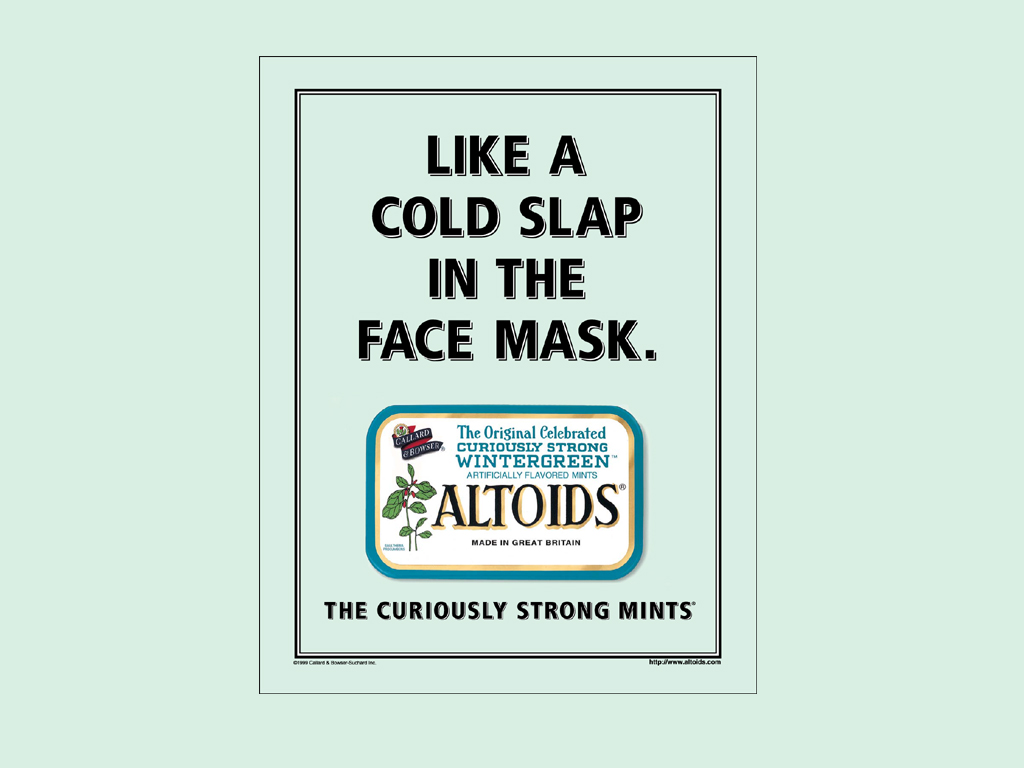 LIKE A
COLD SLAP
IN THE
FACE MASK.
CALLARD
& BOWSER®
The Original Celebrated
CURIOUSLY STRONG
WINTERGREEN™
ARTIFICIALLY FLAVORED MINTS
ALTOIDS®
MADE IN GREAT BRITAIN
THE CURIOUSLY STRONG MINTS®
©1999 Callard & Bowser-Suchard Inc.
http://www.altoids.com